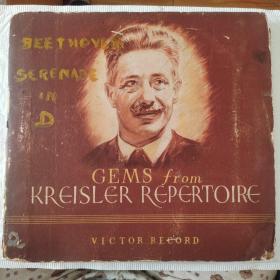 BEETHOVEN
SERENADE
IN
D
GEMS from
KREISLER REPERTOIRE
VICTOR RECORD